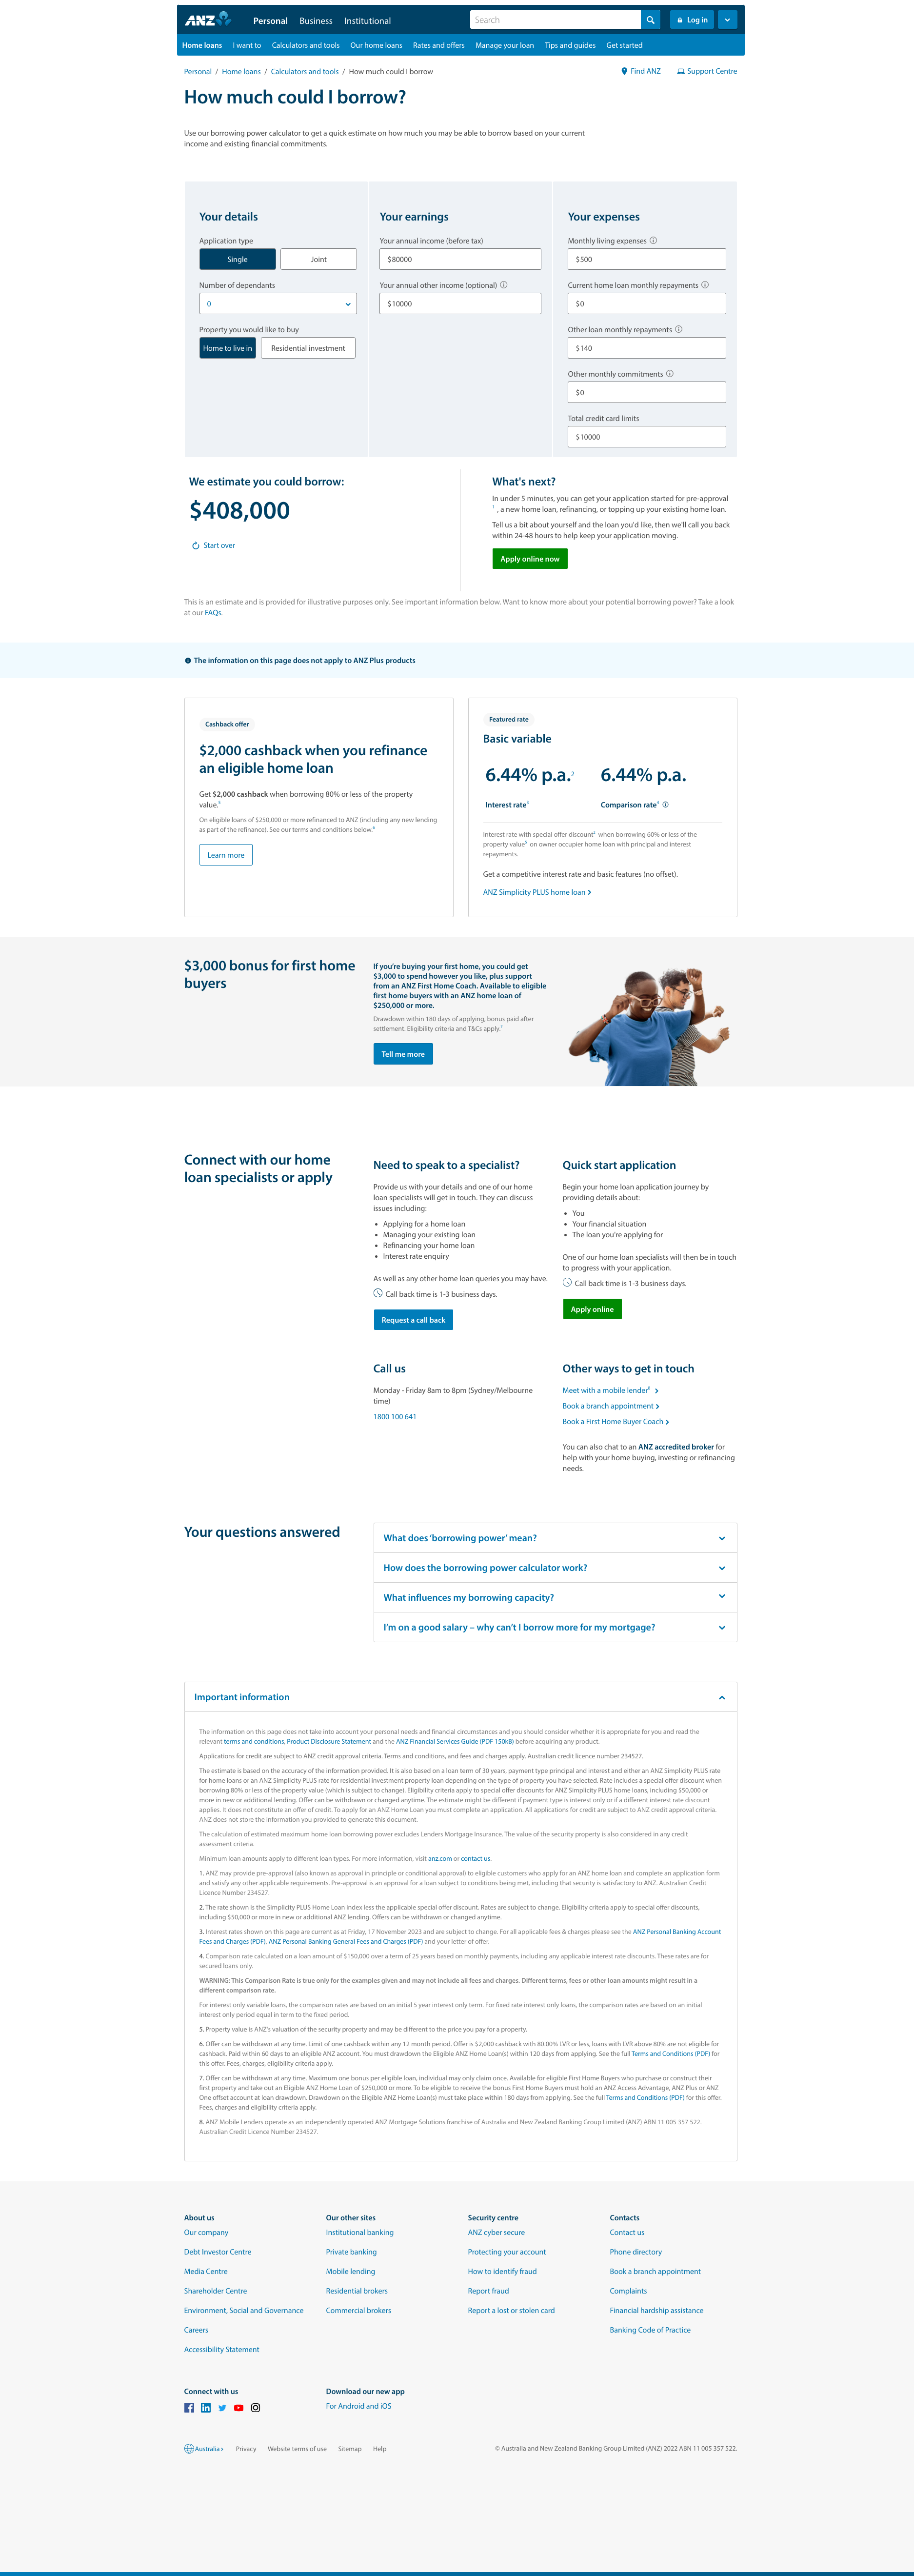 ANZ
Personal Business Institutional
Search
Log in
Home loans I want to Calculators and tools Our home loans Rates and offers Manage your loan Tips and guides Get started
Personal / Home loans / Calculators and tools / How much could I borrow
Find ANZ Support Centre
How much could I borrow?
Use our borrowing power calculator to get a quick estimate on how much you may be able to borrow based on your current
income and existing financial commitments.
Your details
Application type
Single Joint
Number of dependants
0
Property you would like to buy
Home to live in Residential investment
Your earnings
Your annual income (before tax)
$80000
Your annual other income (optional)
$10000
Your expenses
Monthly living expenses
$500
Current home loan monthly repayments
$0
Other loan monthly repayments
$140
Other monthly commitments
$0
Total credit card limits
$10000
We estimate you could borrow:
$408,000
Start over
What's next?
In under 5 minutes, you can get your application started for pre-approval
1 , a new home loan, refinancing, or topping up your existing home loan.
Tell us a bit about yourself and the loan you'd like, then we'll call you back
within 24-48 hours to help keep your application moving.
Apply online now
This is an estimate and is provided for illustrative purposes only. See important information below. Want to know more about your potential borrowing power? Take a look
at our FAQs.
The information on this page does not apply to ANZ Plus products
Cashback offer
$2,000 cashback when you refinance
an eligible home loan
Get $2,000 cashback when borrowing 80% or less of the property
value.5
On eligible loans of $250,000 or more refinanced to ANZ (including any new lending
as part of the refinance). See our terms and conditions below.6
Learn more
Featured rate
Basic variable
6.44% p.a.2 6.44% p.a.
Interest rate3 Comparison rate4
Interest rate with special offer discount2 when borrowing 60% or less of the
property value5 on owner occupier home loan with principal and interest
repayments.
Get a competitive interest rate and basic features (no offset).
ANZ Simplicity PLUS home loan
$3,000 bonus for first home
buyers
If you're buying your first home, you could get
$3,000 to spend however you like, plus support
from an ANZ First Home Coach. Available to eligible
first home buyers with an ANZ home loan of
$250,000 or more.
Drawdown within 180 days of applying, bonus paid after
settlement. Eligibility criteria and T&Cs apply.7
Tell me more
Connect with our home
loan specialists or apply
Need to speak to a specialist?
Provide us with your details and one of our home
loan specialists will get in touch. They can discuss
issues including:
• Applying for a home loan
• Managing your existing loan
• Refinancing your home loan
• Interest rate enquiry
As well as any other home loan queries you may have.
Call back time is 1-3 business days.
Request a call back
Quick start application
Begin your home loan application journey by
providing details about:
• You
• Your financial situation
• The loan you're applying for
One of our home loan specialists will then be in touch
to progress with your application.
Call back time is 1-3 business days.
Apply online
Call us
Monday - Friday 8am to 8pm (Sydney/Melbourne
time)
1800 100 641
Other ways to get in touch
Meet with a mobile lender8
Book a branch appointment
Book a First Home Buyer Coach
You can also chat to an ANZ accredited broker for
help with your home buying, investing or refinancing
needs.
Your questions answered
What does 'borrowing power' mean?
How does the borrowing power calculator work?
What influences my borrowing capacity?
I'm on a good salary – why can't I borrow more for my mortgage?
Important information
The information on this page does not take into account your personal needs and financial circumstances and you should consider whether it is appropriate for you and read the
relevant terms and conditions, Product Disclosure Statement and the ANZ Financial Services Guide (PDF 150kB) before acquiring any product.
Applications for credit are subject to ANZ credit approval criteria. Terms and conditions, and fees and charges apply. Australian credit licence number 234527.
The estimate is based on the accuracy of the information provided. It is also based on a loan term of 30 years, payment type principal and interest and either an ANZ Simplicity PLUS rate
for home loans or an ANZ Simplicity PLUS rate for residential investment property loan depending on the type of property you have selected. Rate includes a special offer discount when
borrowing 80% or less of the property value (which is subject to change). Eligibility criteria apply to special offer discounts for ANZ Simplicity PLUS home loans, including $50,000 or
more in new or additional lending. Offer can be withdrawn or changed anytime. The estimate might be different if payment type is interest only or if a different interest rate discount
applies. It does not constitute an offer of credit. To apply for an ANZ Home Loan you must complete an application. All applications for credit are subject to ANZ credit approval criteria.
ANZ does not store the information you provided to generate this document.
The calculation of estimated maximum home loan borrowing power excludes Lenders Mortgage Insurance. The value of the security property is also considered in any credit
assessment criteria.
Minimum loan amounts apply to different loan types. For more information, visit anz.com or contact us.
1. ANZ may provide pre-approval (also known as approval in principle or conditional approval) to eligible customers who apply for an ANZ home loan and complete an application form
and satisfy any other applicable requirements. Pre-approval is an approval for a loan subject to conditions being met, including that security is satisfactory to ANZ. Australian Credit
Licence Number 234527.
2. The rate shown is the Simplicity PLUS Home Loan index less the applicable special offer discount. Rates are subject to change. Eligibility criteria apply to special offer discounts,
including $50,000 or more in new or additional ANZ lending. Offers can be withdrawn or changed anytime.
3. Interest rates shown on this page are current as at Friday, 17 November 2023 and are subject to change. For all applicable fees & charges please see the ANZ Personal Banking Account
Fees and Charges (PDF), ANZ Personal Banking General Fees and Charges (PDF) and your letter of offer.
4. Comparison rate calculated on a loan amount of $150,000 over a term of 25 years based on monthly payments, including any applicable interest rate discounts. These rates are for
secured loans only.
WARNING: This Comparison Rate is true only for the examples given and may not include all fees and charges. Different terms, fees or other loan amounts might result in a
different comparison rate.
For interest only variable loans, the comparison rates are based on an initial 5 year interest only term. For fixed rate interest only loans, the comparison rates are based on an initial
interest only period equal in term to the fixed period.
5. Property value is ANZ's valuation of the security property and may be different to the price you pay for a property.
6. Offer can be withdrawn at any time. Limit of one cashback within any 12 month period. Offer is $2,000 cashback with 80.00% LVR or less, loans with LVR above 80% are not eligible for
cashback. Paid within 60 days to an eligible ANZ account. You must drawdown the Eligible ANZ Home Loan(s) within 120 days from applying. See the full Terms and Conditions (PDF) for
this offer. Fees, charges, eligibility criteria apply.
7. Offer can be withdrawn at any time. Maximum one bonus per eligible loan, individual may only claim once. Available for eligible First Home Buyers who purchase or construct their
first property and take out an Eligible ANZ Home Loan of $250,000 or more. To be eligible to receive the bonus First Home Buyers must hold an ANZ Access Advantage, ANZ Plus or ANZ
One offset account at loan drawdown. Drawdown on the Eligible ANZ Home Loan(s) must take place within 180 days from applying. See the full Terms and Conditions (PDF) for this offer.
Fees, charges and eligibility criteria apply.
8. ANZ Mobile Lenders operate as an independently operated ANZ Mortgage Solutions franchise of Australia and New Zealand Banking Group Limited (ANZ) ABN 11 005 357 522.
Australian Credit Licence Number 234527.
About us
Our company
Debt Investor Centre
Media Centre
Shareholder Centre
Environment, Social and Governance
Careers
Accessibility Statement
Our other sites
Institutional banking
Private banking
Mobile lending
Residential brokers
Commercial brokers
Security centre
ANZ cyber secure
Protecting your account
How to identify fraud
Report fraud
Report a lost or stolen card
Contacts
Contact us
Phone directory
Book a branch appointment
Complaints
Financial hardship assistance
Banking Code of Practice
Connect with us
Download our new app
For Android and iOS
Australia Privacy Website terms of use Sitemap Help
© Australia and New Zealand Banking Group Limited (ANZ) 2022 ABN 11 005 357 522.